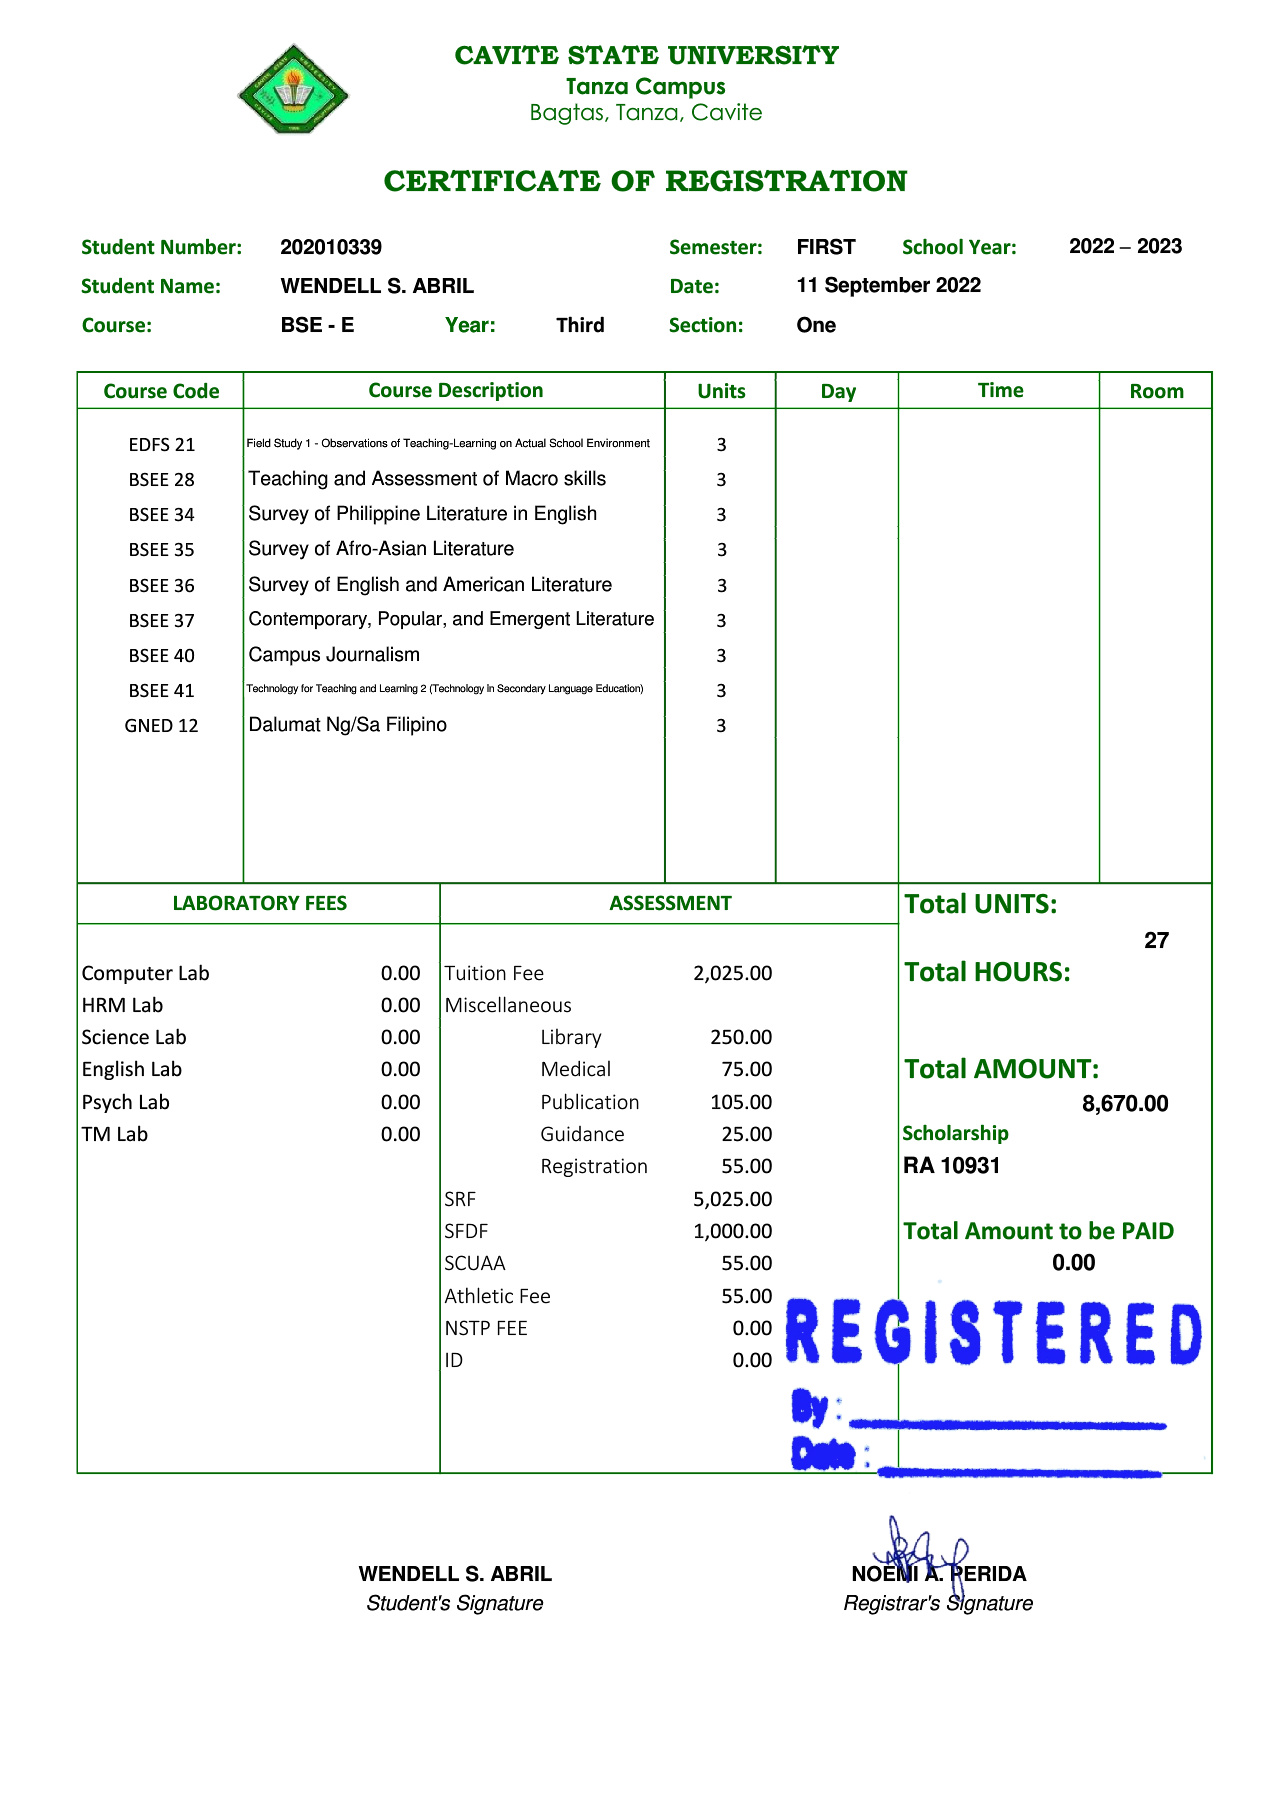 CAVITE STATE UNIVERSITY
Tanza Campus
Bagtas, Tanza, Cavite
CERTIFICATE OF REGISTRATION
Student Number: 202010339 Semester: FIRST School Year: 2022 – 2023
Student Name: WENDELL S. ABRIL Date: 11 September 2022
Course: BSE - E Year: Third Section: One
Course Code Course Description Units Day Time Room
EDFS 21 Field Study 1 - Observations of Teaching-Learning on Actual School Environment 3
BSEE 28 Teaching and Assessment of Macro skills 3
BSEE 34 Survey of Philippine Literature in English 3
BSEE 35 Survey of Afro-Asian Literature 3
BSEE 36 Survey of English and American Literature 3
BSEE 37 Contemporary, Popular, and Emergent Literature 3
BSEE 40 Campus Journalism 3
BSEE 41 Technology for Teaching and Learning 2 (Technology in Secondary Language Education) 3
GNED 12 Dalumat Ng/Sa Filipino 3
LABORATORY FEES ASSESSMENT Total UNITS:
27
Computer Lab 0.00 Tuition Fee 2,025.00 Total HOURS:
HRM Lab 0.00 Miscellaneous
Science Lab 0.00 Library 250.00
English Lab 0.00 Medical 75.00 Total AMOUNT:
Psych Lab 0.00 Publication 105.00 8,670.00
TM Lab 0.00 Guidance 25.00 Scholarship
Registration 55.00 RA 10931
SRF 5,025.00
SFDF 1,000.00 Total Amount to be PAID
SCUAA 55.00 0.00
Athletic Fee 55.00
NSTP FEE 0.00 REGISTERED
ID 0.00
By :
Date :
WENDELL S. ABRIL NOEMI A. PERIDA
Student's Signature Registrar's Signature